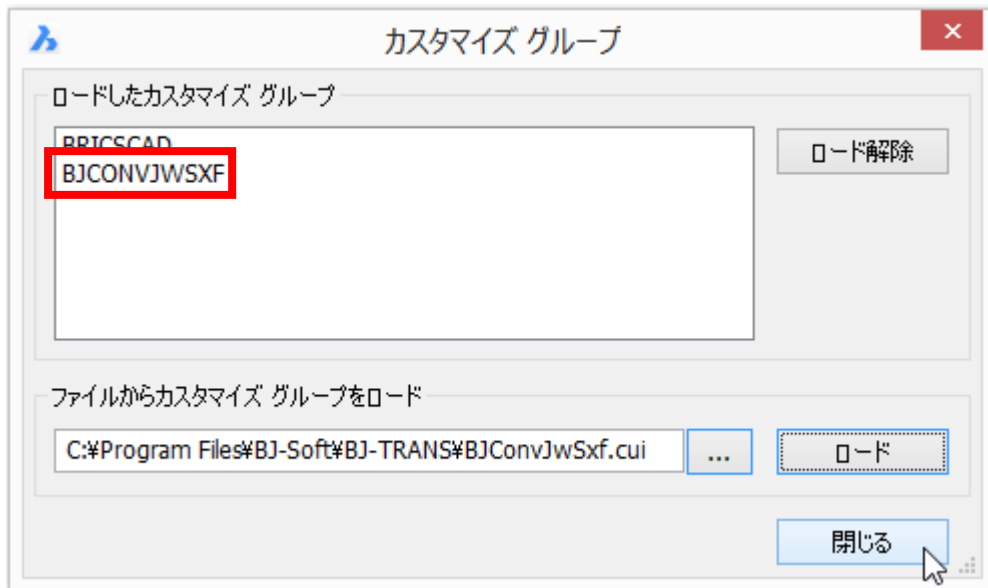 カスタマイズ グループ
ロードしたカスタマイズ グループ
BRICSCAD
BJCONVJWSXF
ロード解除
ファイルからカスタマイズ グループをロード
C:¥Program Files¥BJ-Soft¥BJ-TRANS¥BJConvJwSxf.cui
...
ロード
閉じる